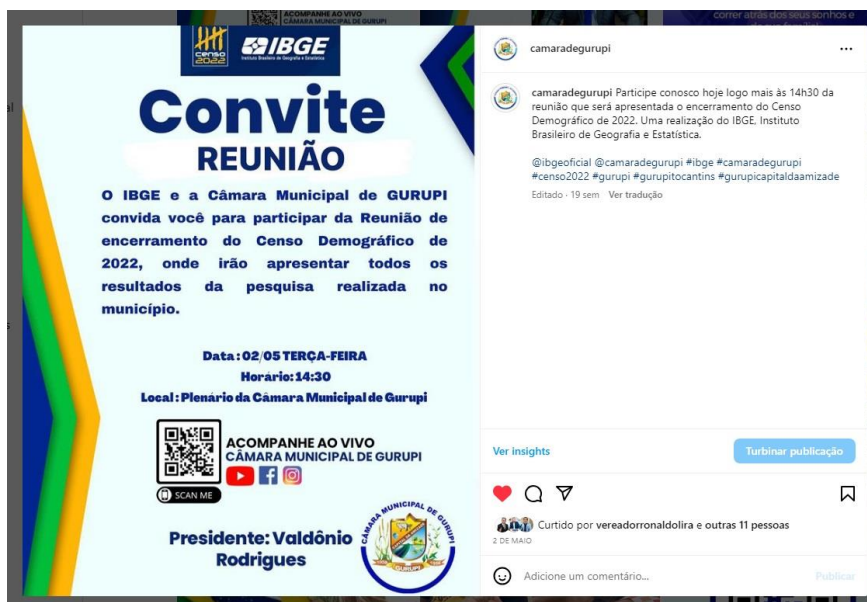 ACOMPANHE AO VIVO
CÂMARA MUNICIPAL DE GURUPI
correr atrás dos seus sonhos e
censo
2022
IBGE
Instituto Brasileiro de Geografia e Estatística
Convite
REUNIÃO
O IBGE e a Câmara Municipal de GURUPI
convida você para participar da Reunião de
encerramento do Censo Demográfico de
2022, onde irão apresentar todos os
resultados da pesquisa realizada no
município.
Data : 02/05 TERÇA-FEIRA
Horário: 14:30
Local : Plenário da Câmara Municipal de Gurupi
SCAN ME
ACOMPANHE AO VIVO
CÂMARA MUNICIPAL DE GURUPI
Presidente: Valdônio
Rodrigues
CÂMARA MUNICIPAL DE GURUPI
GURUPI
camaradegurupi
camaradegurupi Participe conosco hoje logo mais às 14h30 da
reunião que será apresentada o encerramento do Censo
Demográfico de 2022. Uma realização do IBGE, Instituto
Brasileiro de Geografia e Estatística.
@ibgeoficial @camaradegurupi #ibge #camaradegurupi
#censo2022 #gurupi #gurupitocantins #gurupicapitaldaamizade
Editado · 19 sem Ver tradução
Ver insights
Turbinar publicação
Curtido por vereadorronaldolira e outras 11 pessoas
2 DE MAIO
Adicione um comentário...
Publicar